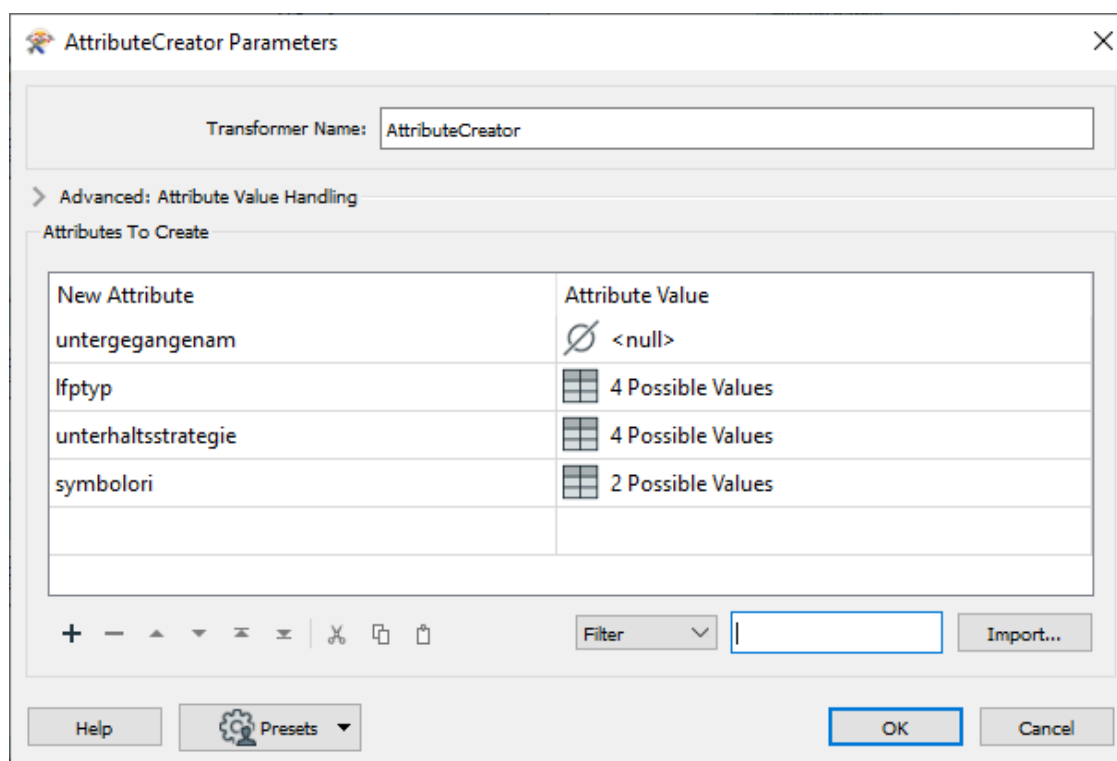 AttributeCreator Parameters
Transformer Name: AttributeCreator
Advanced: Attribute Value Handling
Attributes To Create
New Attribute Attribute Value
untergegangenam <null>
lfptyp 4 Possible Values
unterhaltsstrategie 4 Possible Values
symbolori 2 Possible Values
Filter Import...
Help Presets OK Cancel